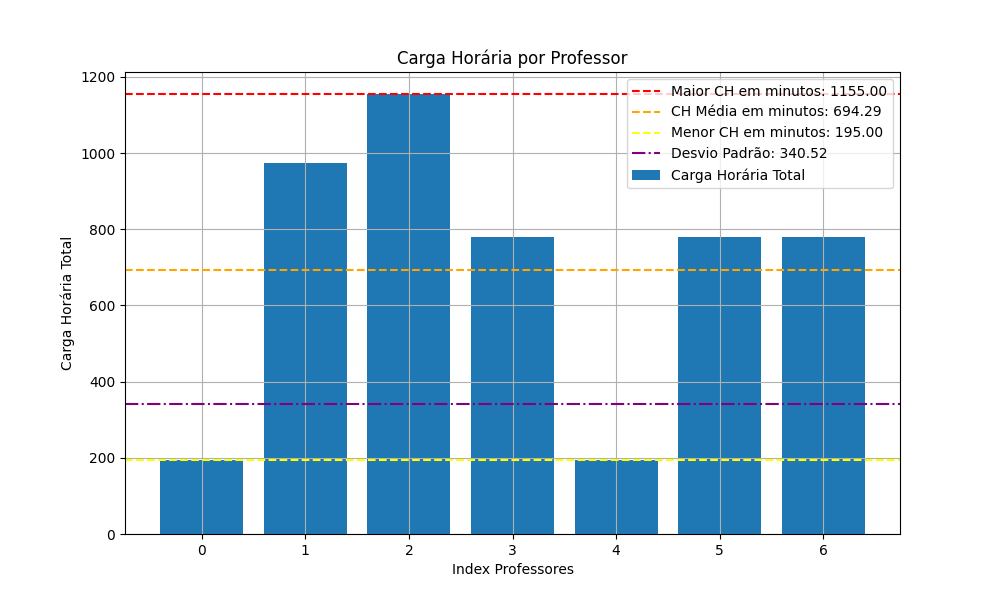 Carga Horária por Professor
Maior CH em minutos: 1155.00
CH Média em minutos: 694.29
Menor CH em minutos: 195.00
Desvio Padrão: 340.52
Carga Horária Total
Carga Horária Total
1200
1000
800
600
400
200
0
0 1 2 3 4 5 6
Index Professores